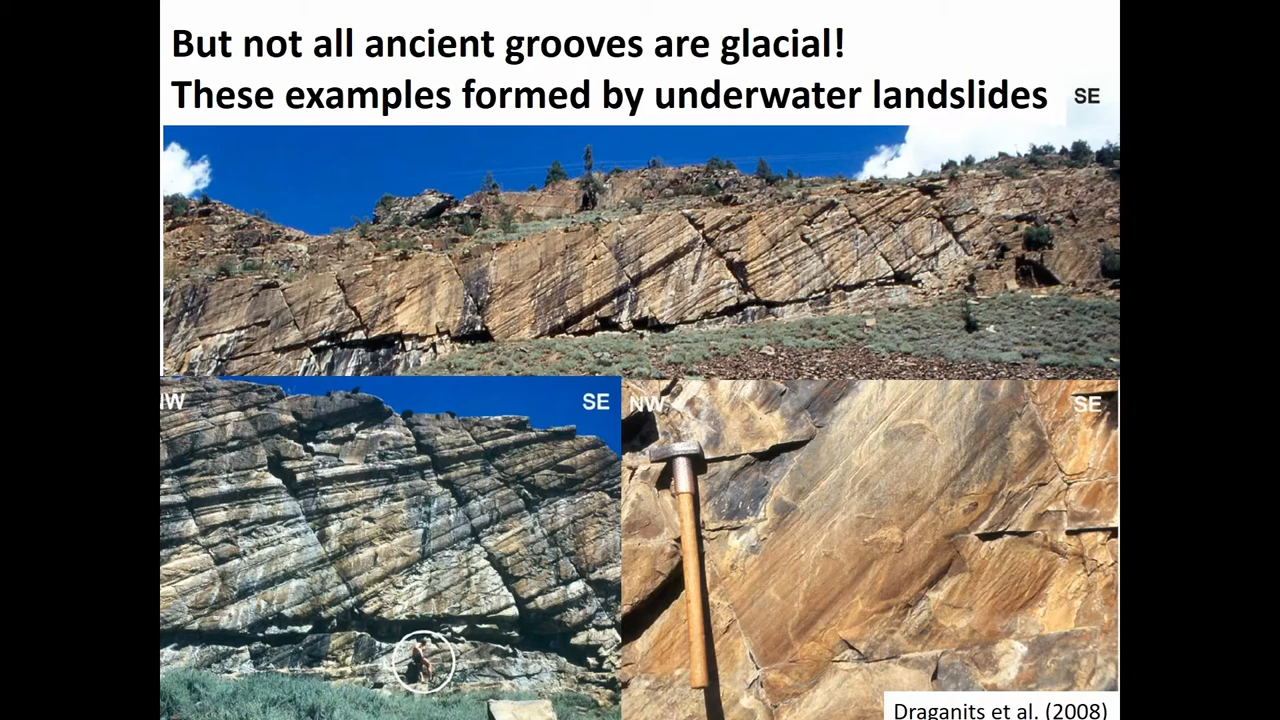 But not all ancient grooves are glacial!
These examples formed by underwater landslides
SE
NW
SE
NW
SE
Draganits et al. (2008)